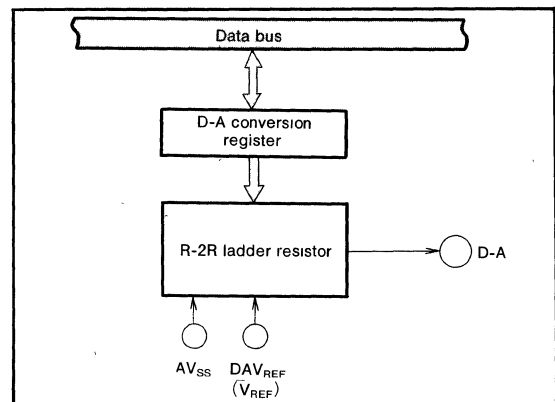 Data bus
D-A conversion
register
R-2R ladder resistor
D-A
AVSS DAVREF
(VREF)